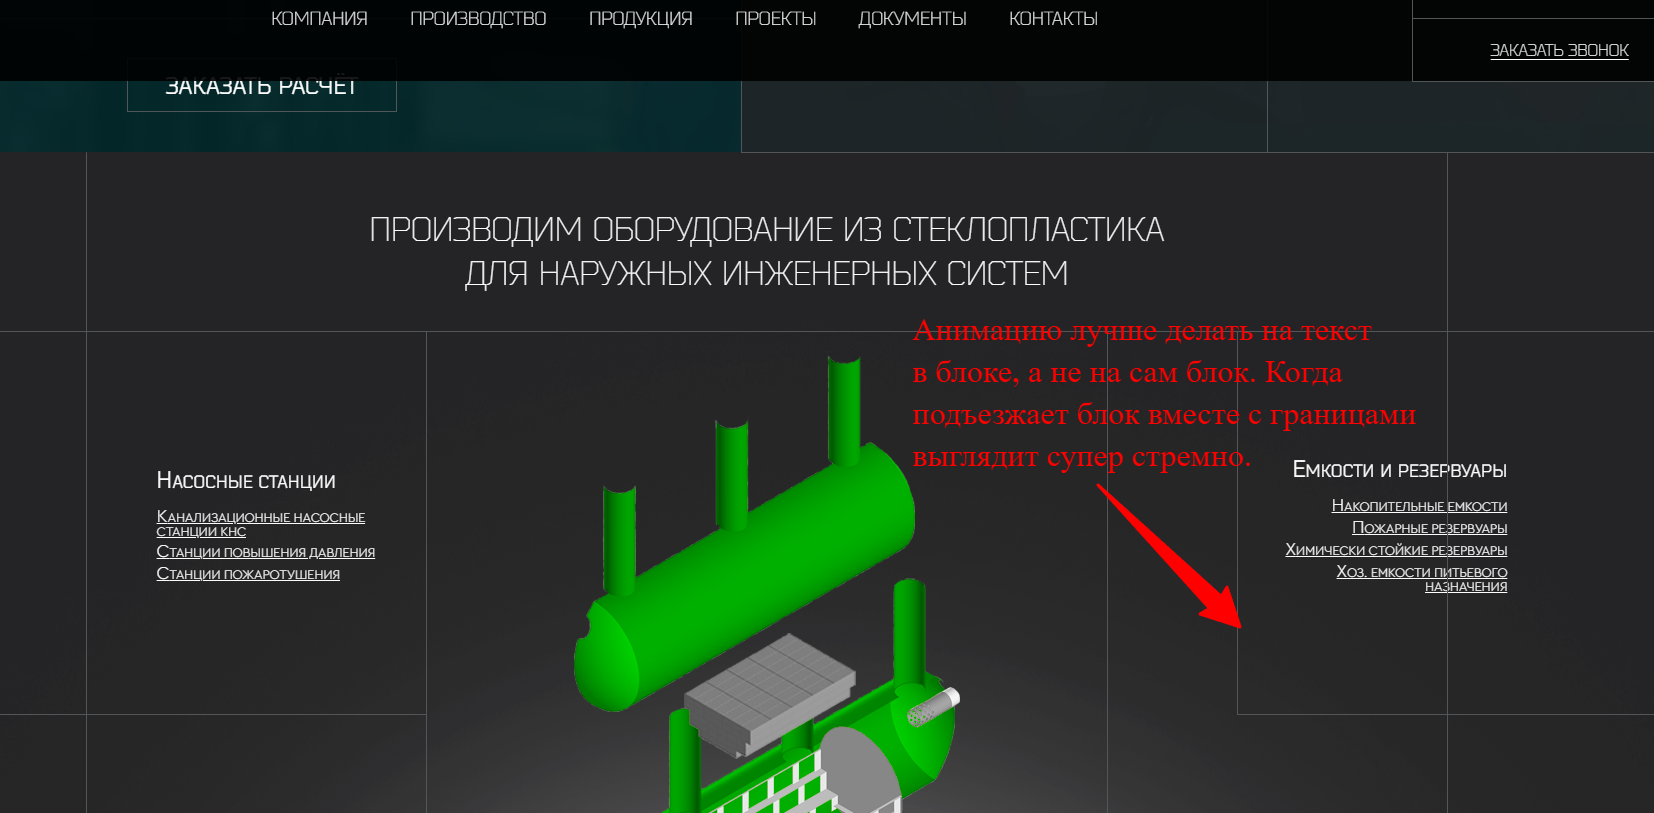 КОМПАНИЯ ПРОИЗВОДСТВО ПРОДУКЦИЯ ПРОЕКТЫ ДОКУМЕНТЫ КОНТАКТЫ
ЗАКАЗАТЬ ЗВОНОК
ЗАКАЗАТЬ РАСЧЁТ
ПРОИЗВОДИМ ОБОРУДОВАНИЕ ИЗ СТЕКЛОПЛАСТИКА
ДЛЯ НАРУЖНЫХ ИНЖЕНЕРНЫХ СИСТЕМ
Анимацию лучше делать на текст
в блоке, а не на сам блок. Когда
подъезжает блок вместе с границами
выглядит супер стремно.
Насосные станции
Канализационные насосные
станции кнс
Станции повышения давления
Станции пожаротушения
Емкости и резервуары
Накопительные емкости
Пожарные резервуары
Химически стойкие резервуары
Хоз. емкости питьевого
назначения